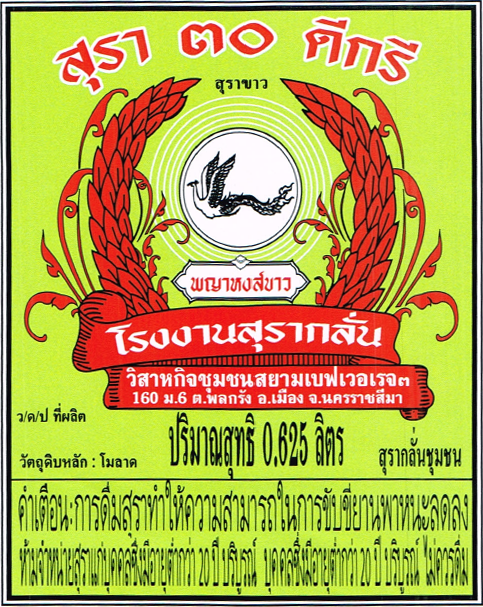 สุรา ๓๐ ดีกรี
สุราขาว
พญาหงส์ขาว
โรงงานสุรากลั่น
วิสาหกิจชุมชนสยามเบฟเวอเรจ๓
160 ม.6 ต.พลกรัง อ.เมือง จ.นครราชสีมา
ว/ด/ป ที่ผลิต
ปริมาณสุทธิ 0.625 ลิตร
วัตถุดิบหลัก : โมลาด
สุรากลั่นชุมชน
คำเตือน:การดื่มสุราทำให้ความสามารถในการขับขี่ยานพาหนะลดลง
ห้ามจำหน่ายสุราแก่บุคคลซึ่งมีอายุต่ำกว่า 20 ปี บริบูรณ์ บุคคลซึ่งมีอายุต่ำกว่า 20 ปี บริบูรณ์ ไม่ควรดื่ม